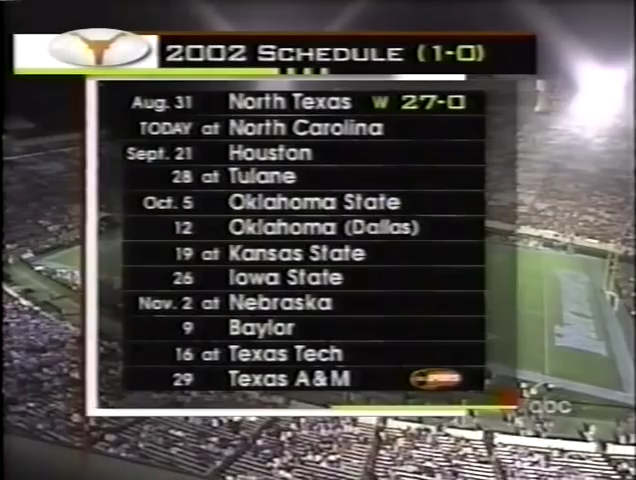 2002 SCHEDULE (1-0)
Aug. 31 North Texas W 27-0
TODAY at North Carolina
Sept. 21 Houston
28 at Tulane
Oct. 5 Oklahoma State
12 Oklahoma (Dallas)
19 at Kansas State
26 Iowa State
Nov. 2 at Nebraska
9 Baylor
16 at Texas Tech
29 Texas A&M
abc